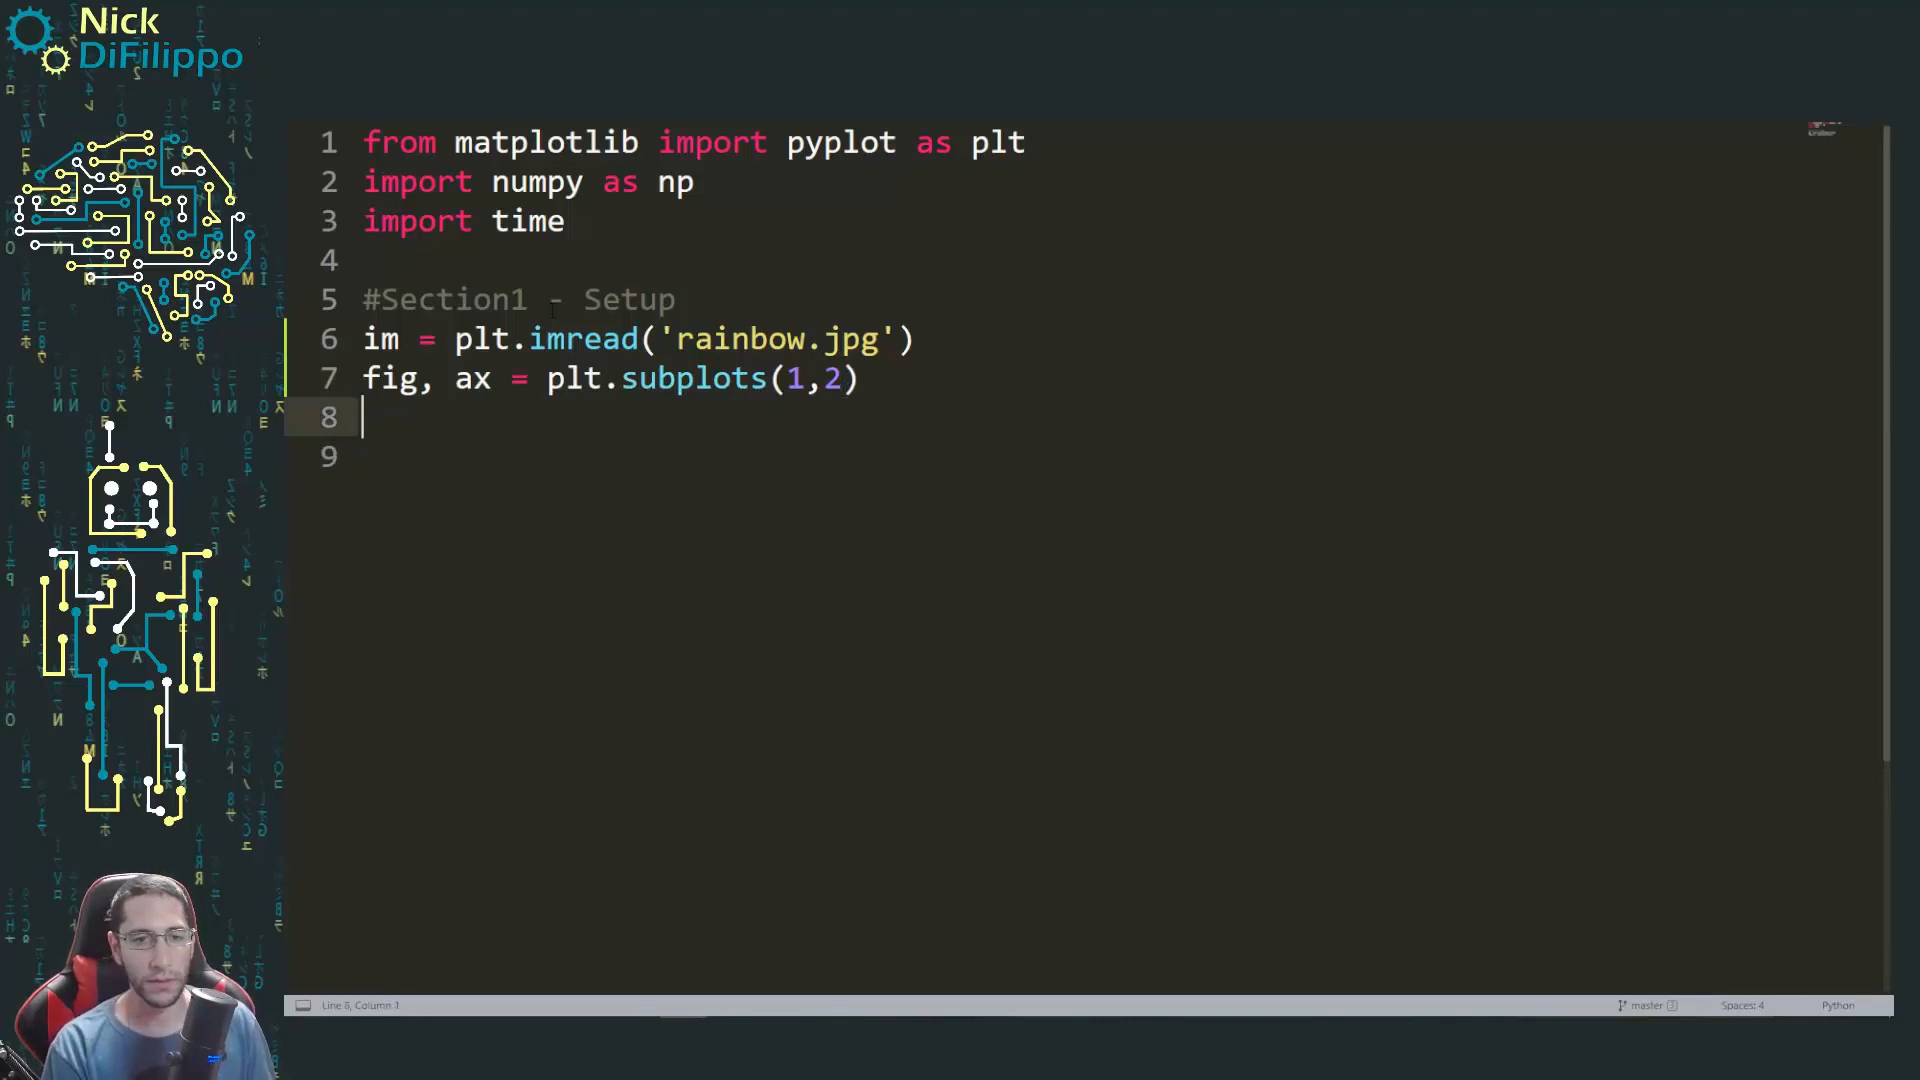 Nick
DiFilippo
1 from matplotlib import pyplot as plt
2 import numpy as np
3 import time
4
5 #Section1 - Setup
6 im = plt.imread('rainbow.jpg')
7 fig, ax = plt.subplots(1,2)
8
9
Line 8, Column 1 master 3 Spaces: 4 Python